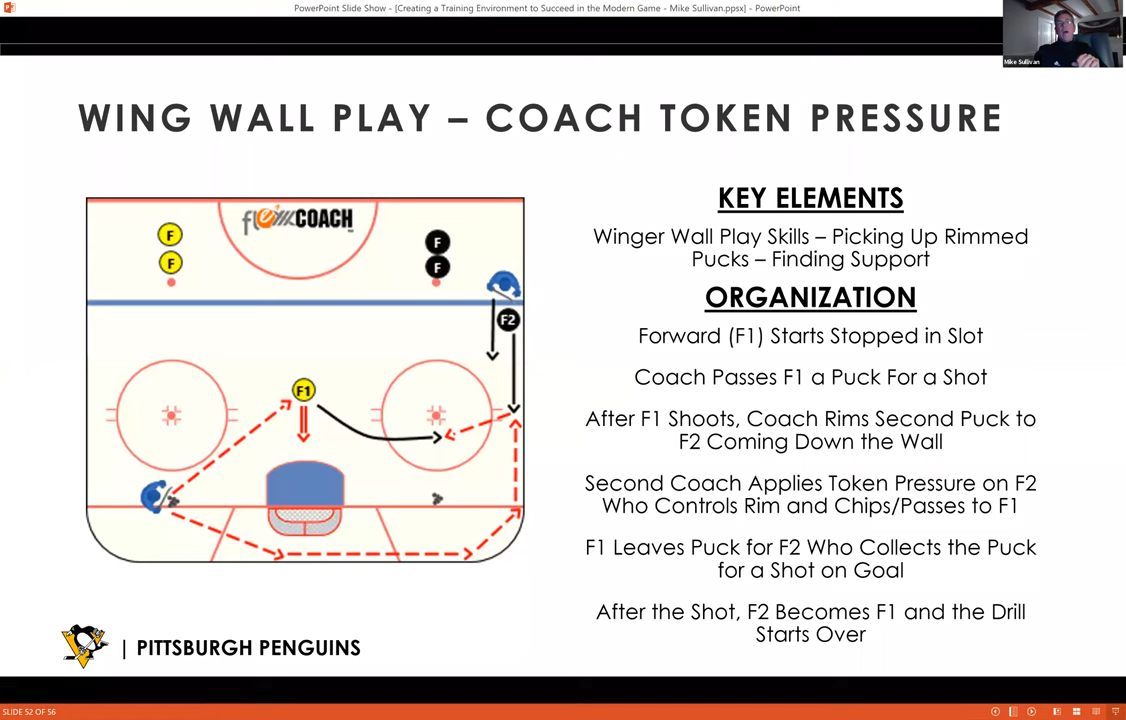 PowerPoint Slide Show - [Creating a Training Environment to Succeed in the Modern Game - Mike Sullivan.ppsx] - PowerPoint
Mike Sullivan
WING WALL PLAY – COACH TOKEN PRESSURE
KEY ELEMENTS
Winger Wall Play Skills – Picking Up Rimmed
Pucks – Finding Support
ORGANIZATION
Forward (F1) Starts Stopped in Slot
Coach Passes F1 a Puck For a Shot
After F1 Shoots, Coach Rims Second Puck to
F2 Coming Down the Wall
Second Coach Applies Token Pressure on F2
Who Controls Rim and Chips/Passes to F1
F1 Leaves Puck for F2 Who Collects the Puck
for a Shot on Goal
After the Shot, F2 Becomes F1 and the Drill
Starts Over
COACH
F
F
F
F
F2
F1
| PITTSBURGH PENGUINS
SLIDE 52 OF 56